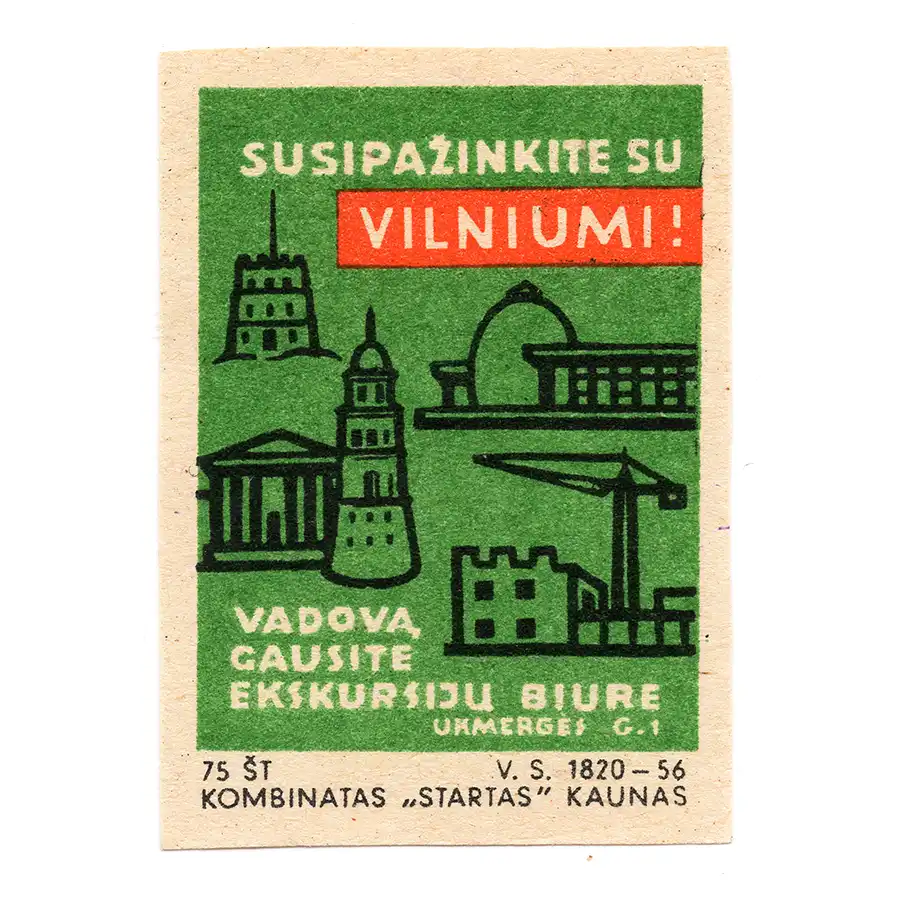 SUSIPAŽINKITE SU
VILNIUMI!
VADOVĄ
GAUSITE
EKSKURSIJŲ BIURE
UKMERGĖS G.1
75 ŠT V. S. 1820–56
KOMBINATAS „STARTAS” KAUNAS